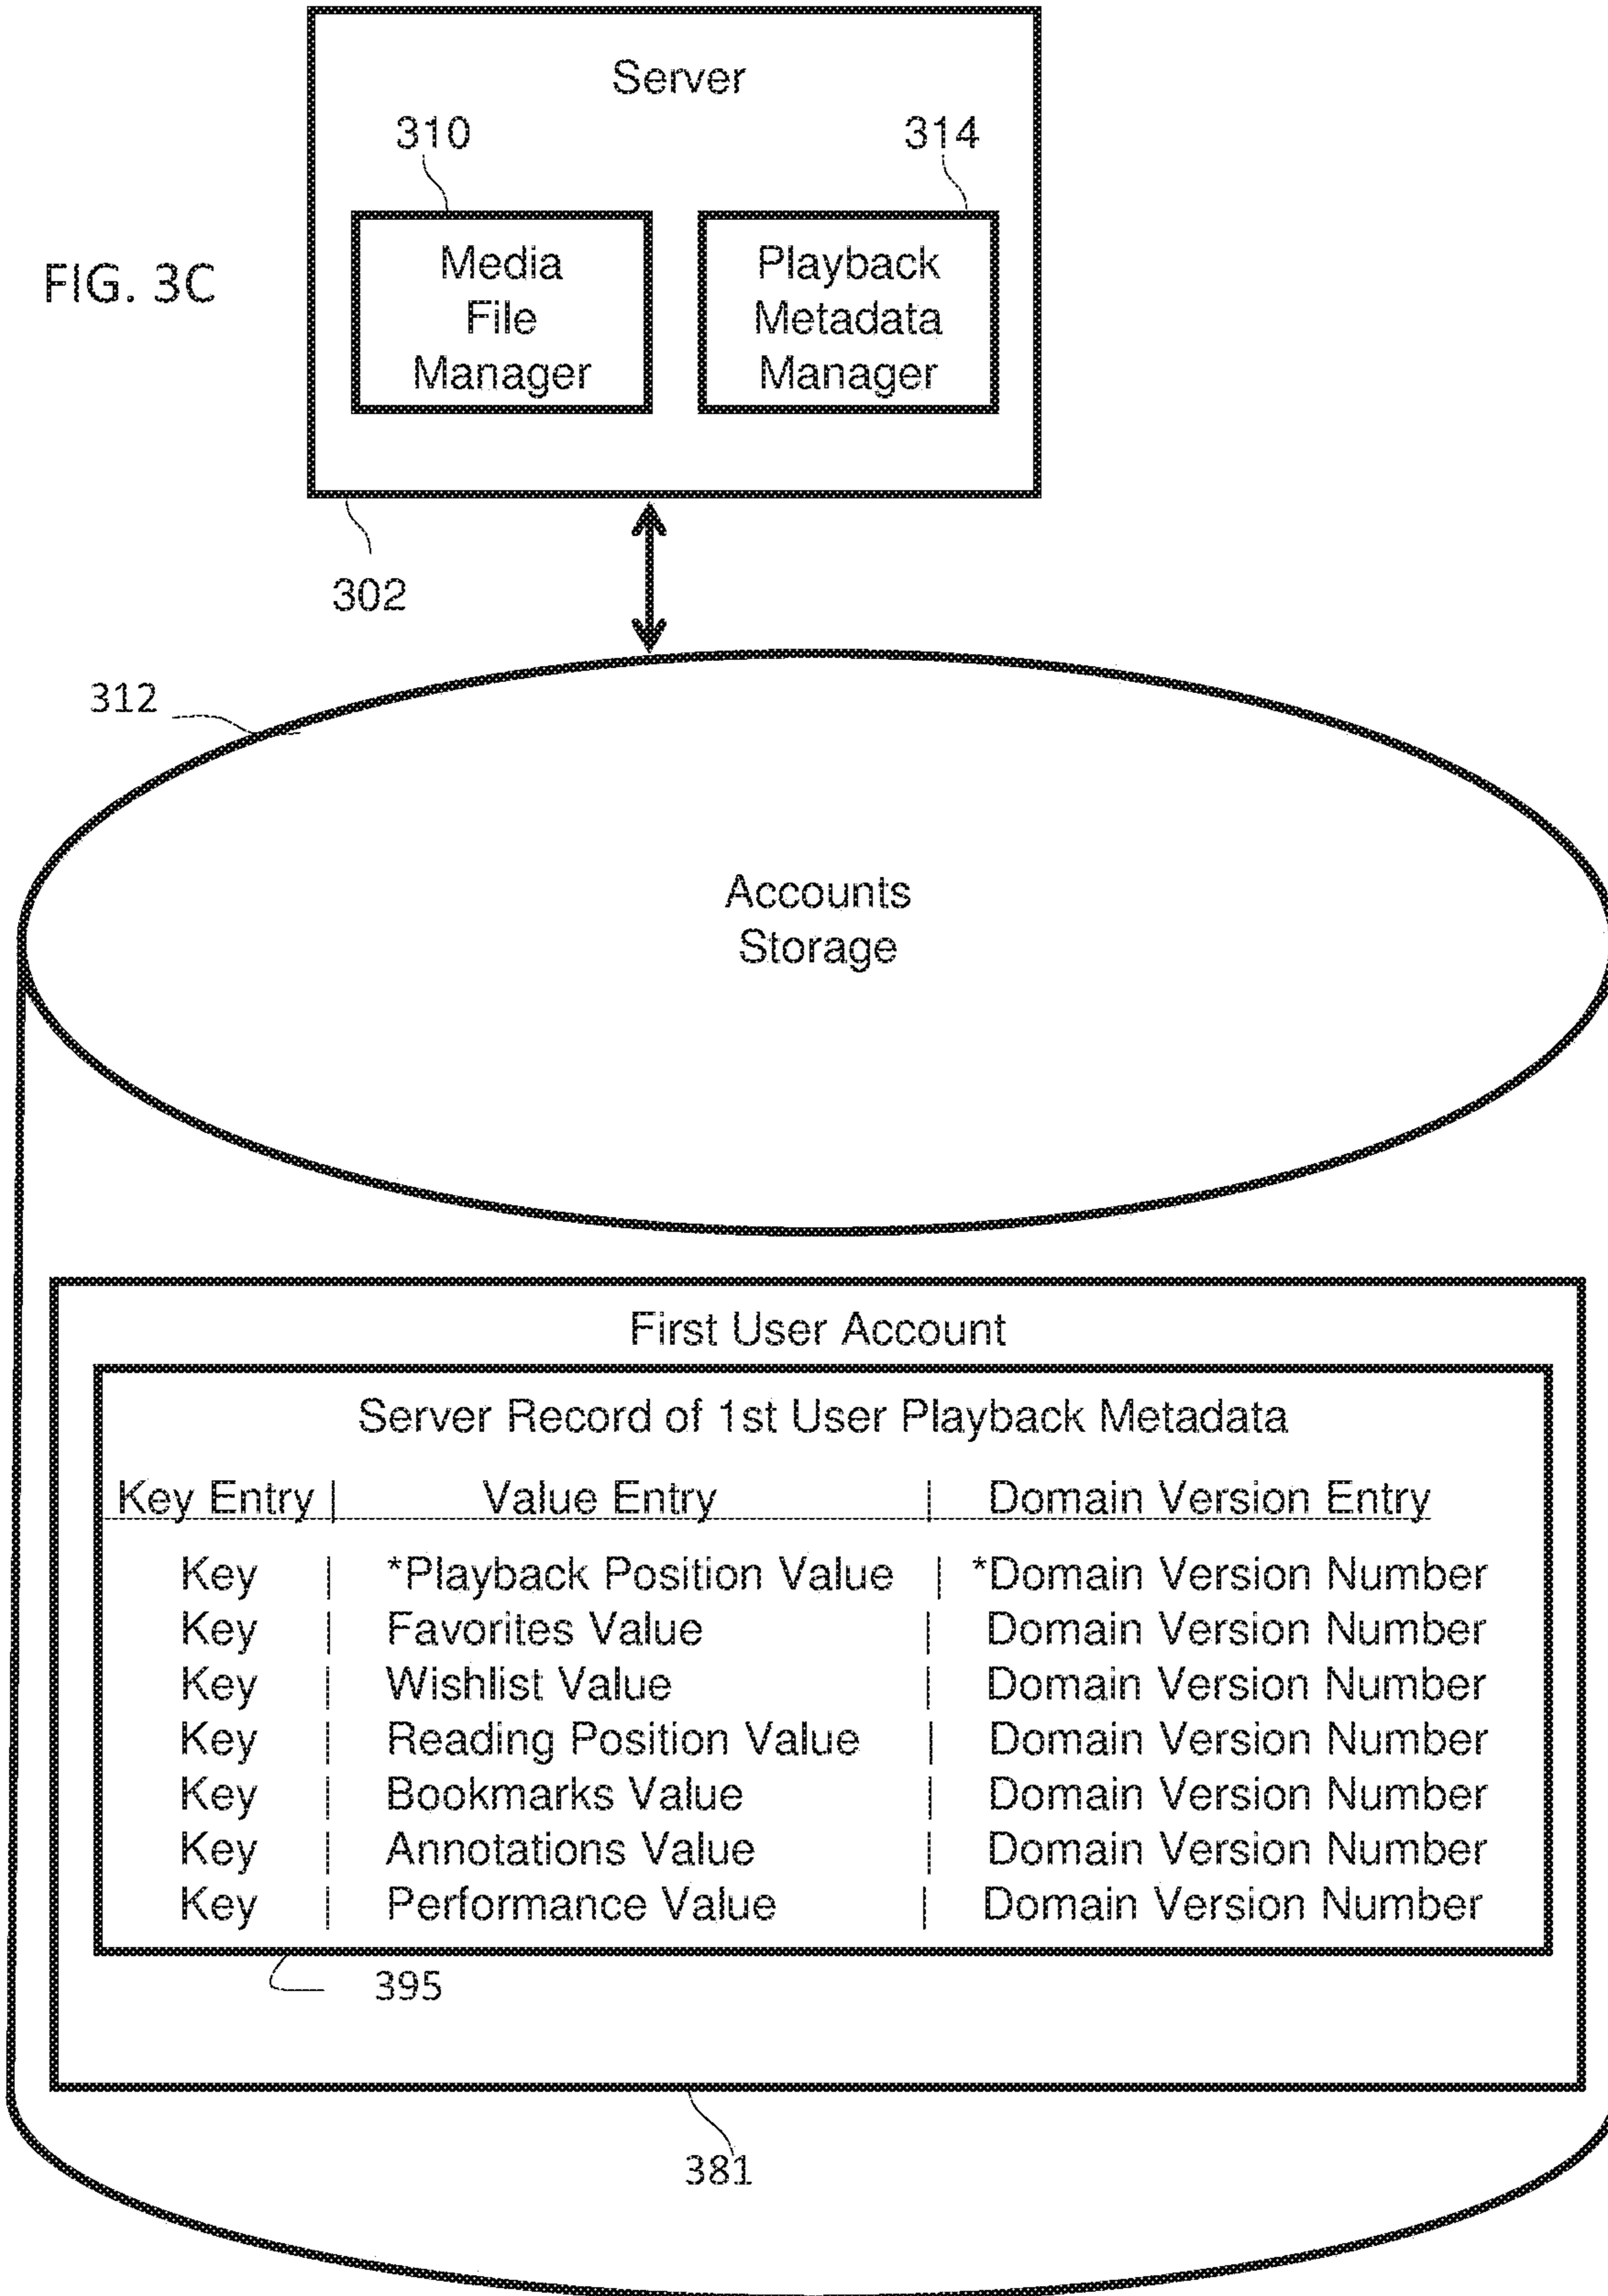 Server
310 314
FIG. 3C
Media
File
Manager
Playback
Metadata
Manager
302
312
Accounts
Storage
First User Account
Server Record of 1st User Playback Metadata
Key Entry | Value Entry | Domain Version Entry
Key | *Playback Position Value | *Domain Version Number
Key | Favorites Value | Domain Version Number
Key | Wishlist Value | Domain Version Number
Key | Reading Position Value | Domain Version Number
Key | Bookmarks Value | Domain Version Number
Key | Annotations Value | Domain Version Number
Key | Performance Value | Domain Version Number
395
381